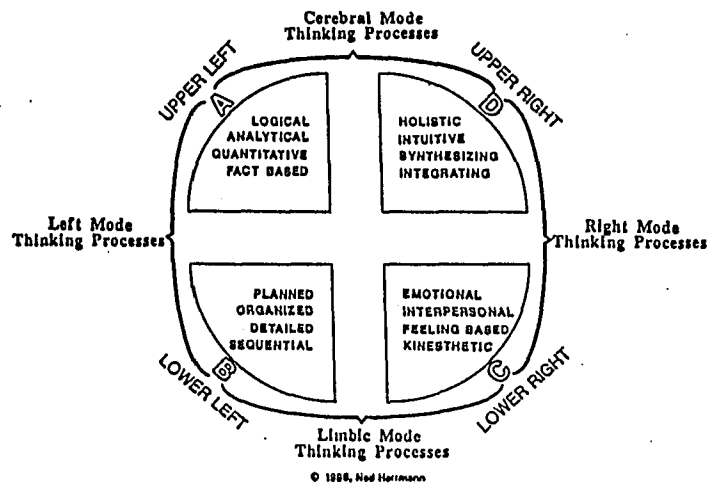 Cerebral Mode
Thinking Processes
UPPER LEFT
UPPER RIGHT
A
D
LOGICAL
ANALYTICAL
QUANTITATIVE
FACT BASED
HOLISTIC
INTUITIVE
SYNTHESIZING
INTEGRATING
Left Mode
Thinking Processes
Right Mode
Thinking Processes
PLANNED
ORGANIZED
DETAILED
SEQUENTIAL
EMOTIONAL
INTERPERSONAL
FEELING BASED
KINESTHETIC
B
C
LOWER LEFT
LOWER RIGHT
Limbic Mode
Thinking Processes
© Ned Herrmann